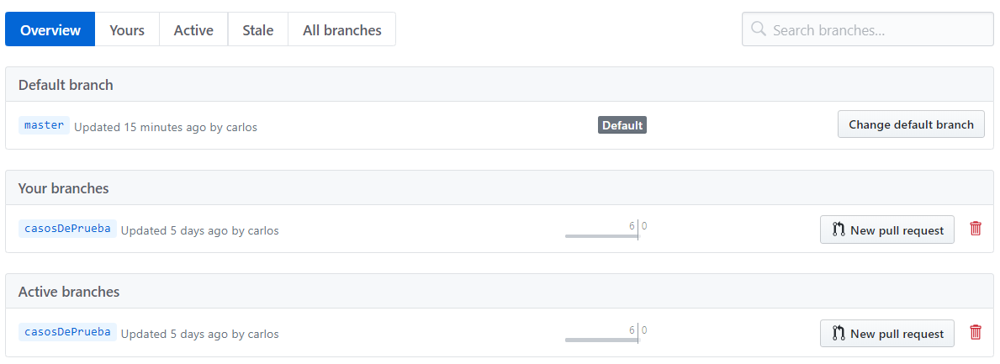 Overview Yours Active Stale All branches Search branches...
Default branch
master Updated 15 minutes ago by carlos Default Change default branch
Your branches
casosDePrueba Updated 5 days ago by carlos 6 0 New pull request
Active branches
casosDePrueba Updated 5 days ago by carlos 6 0 New pull request